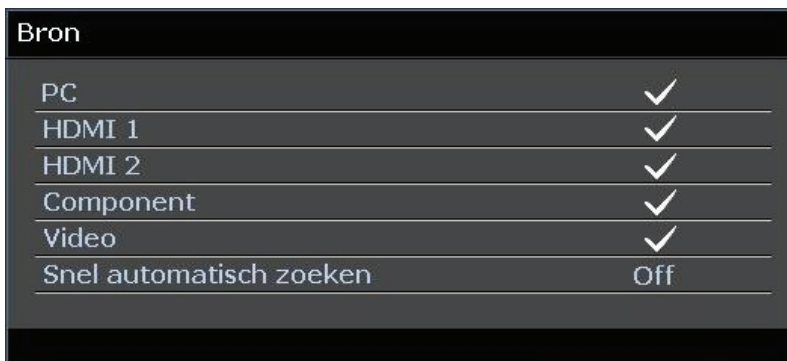 Bron
PC ✓
HDMI 1 ✓
HDMI 2 ✓
Component ✓
Video ✓
Snel automatisch zoeken Off